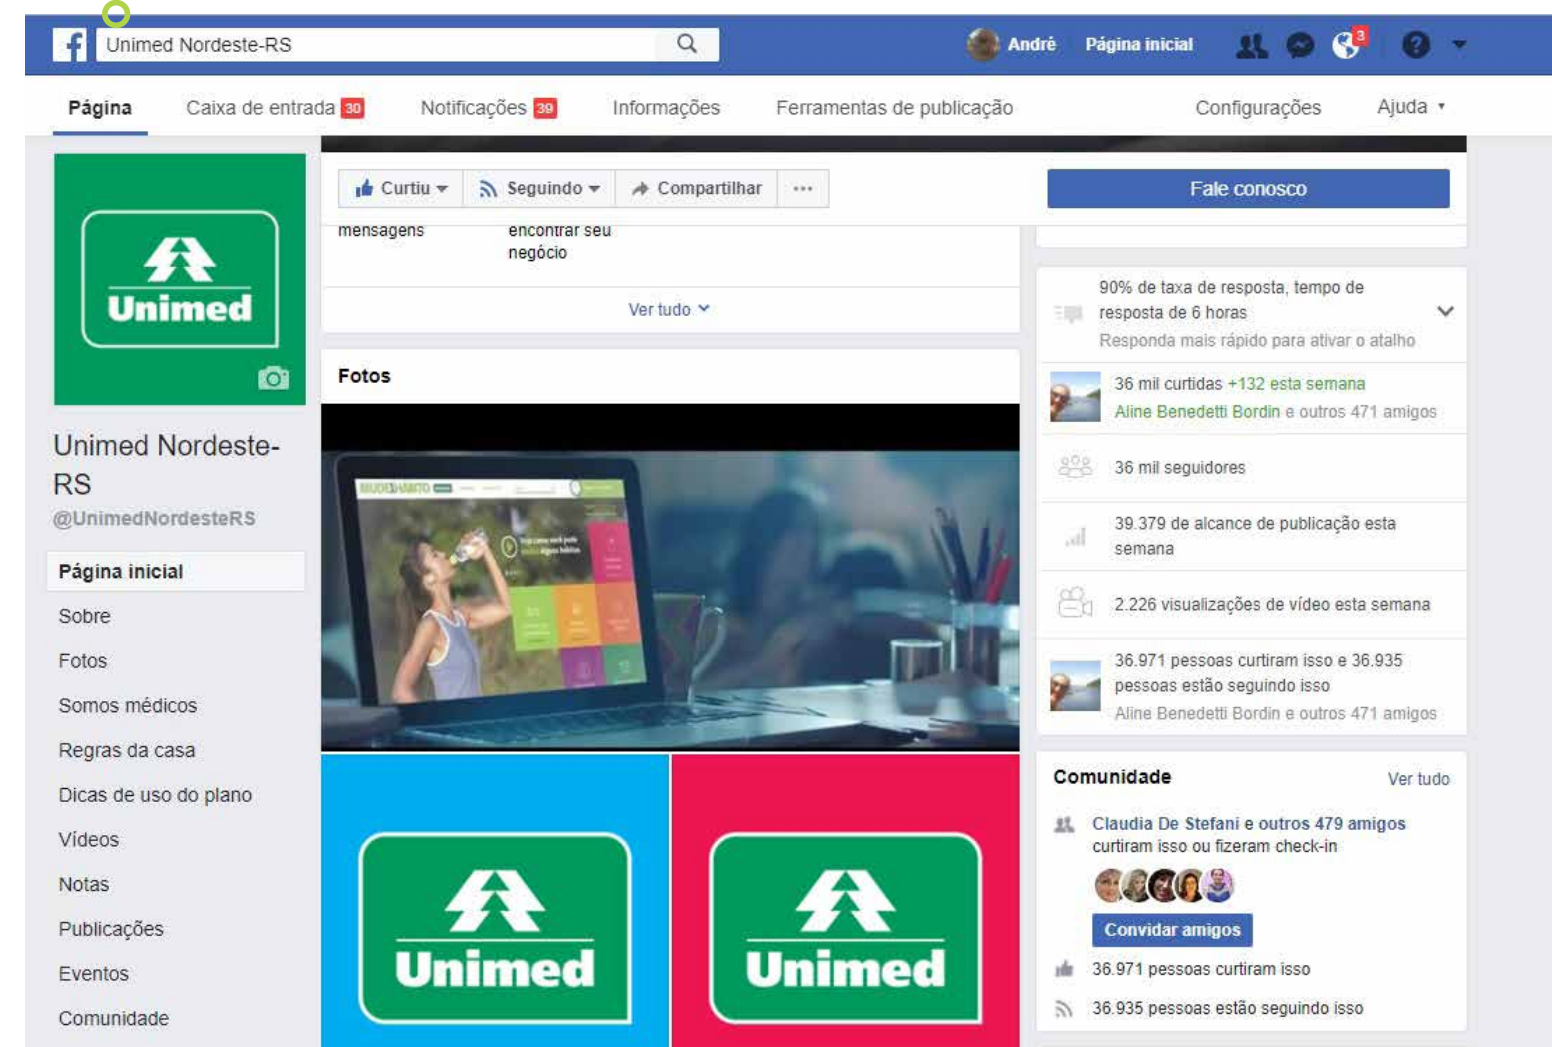 Unimed Nordeste-RS
André Página inicial 3
Página Caixa de entrada 30 Notificações 39 Informações Ferramentas de publicação Configurações Ajuda
Unimed
Curtiu Seguindo Compartilhar ...
Fale conosco
mensagens encontrar seu
negócio
Ver tudo
Fotos
MUDE1HÁBITO
Unimed
Unimed
Unimed Nordeste-
RS
@UnimedNordesteRS
Página inicial
Sobre
Fotos
Somos médicos
Regras da casa
Dicas de uso do plano
Vídeos
Notas
Publicações
Eventos
Comunidade
90% de taxa de resposta, tempo de
resposta de 6 horas
Responda mais rápido para ativar o atalho
36 mil curtidas +132 esta semana
Aline Benedetti Bordin e outros 471 amigos
36 mil seguidores
39.379 de alcance de publicação esta
semana
2.226 visualizações de vídeo esta semana
36.971 pessoas curtiram isso e 36.935
pessoas estão seguindo isso
Aline Benedetti Bordin e outros 471 amigos
Comunidade Ver tudo
Claudia De Stefani e outros 479 amigos
curtiram isso ou fizeram check-in
Convidar amigos
36.971 pessoas curtiram isso
36.935 pessoas estão seguindo isso